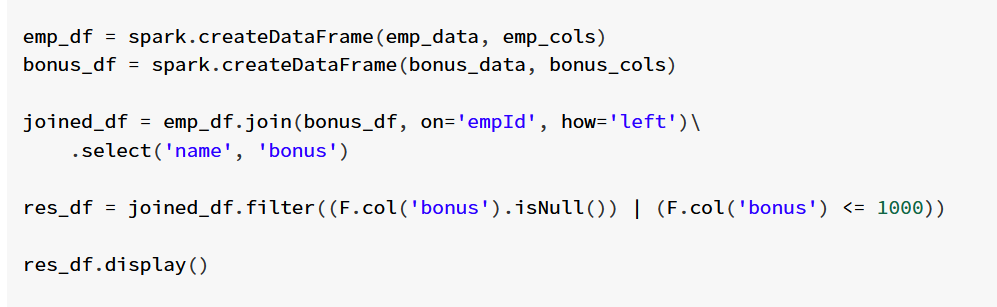 emp_df = spark.createDataFrame(emp_data, emp_cols)
bonus_df = spark.createDataFrame(bonus_data, bonus_cols)
joined_df = emp_df.join(bonus_df, on='empId', how='left')\
    .select('name', 'bonus')
res_df = joined_df.filter((F.col('bonus').isNull()) | (F.col('bonus') <= 1000))
res_df.display()